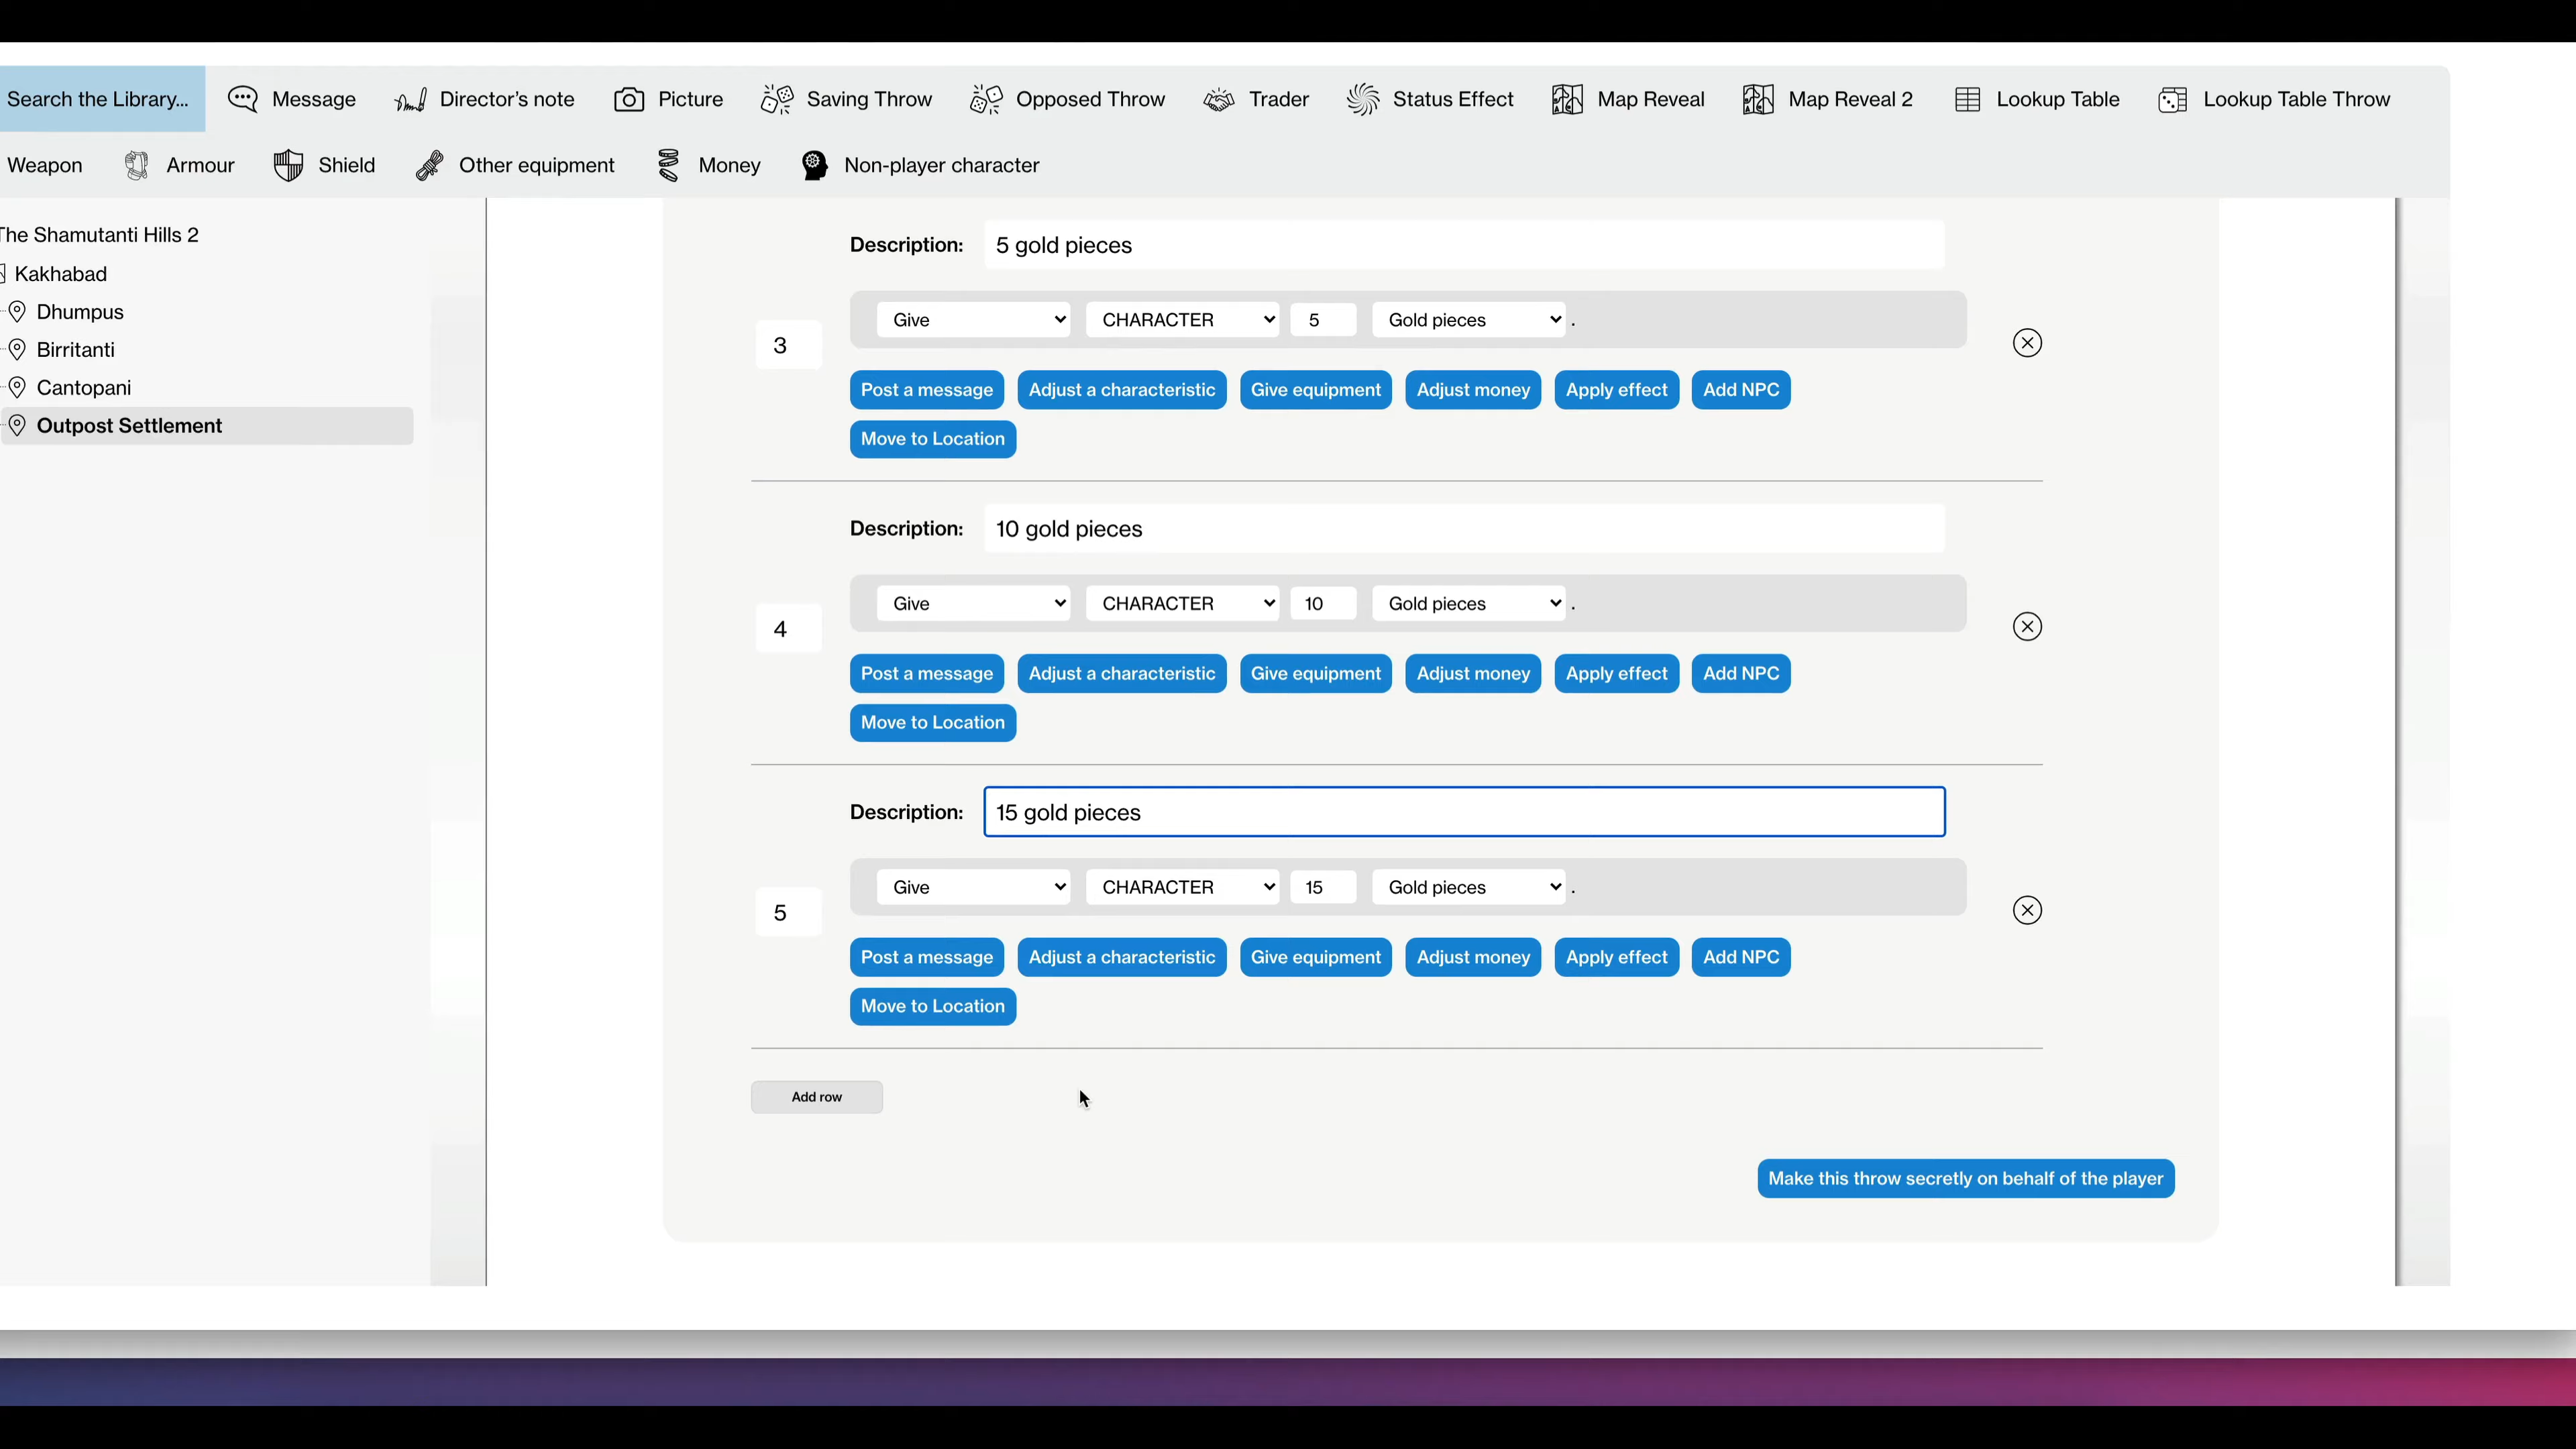 Search the Library... Message Director's note Picture Saving Throw Opposed Throw Trader Status Effect Map Reveal Map Reveal 2 Lookup Table Lookup Table Throw
Weapon Armour Shield Other equipment Money Non-player character
The Shamutanti Hills 2
Kakhabad
Dhumpus
Birritanti
Cantopani
Outpost Settlement
Description: 5 gold pieces
3 Give CHARACTER 5 Gold pieces .
Post a message Adjust a characteristic Give equipment Adjust money Apply effect Add NPC
Move to Location
Description: 10 gold pieces
4 Give CHARACTER 10 Gold pieces .
Post a message Adjust a characteristic Give equipment Adjust money Apply effect Add NPC
Move to Location
Description: 15 gold pieces
5 Give CHARACTER 15 Gold pieces .
Post a message Adjust a characteristic Give equipment Adjust money Apply effect Add NPC
Move to Location
Add row
Make this throw secretly on behalf of the player